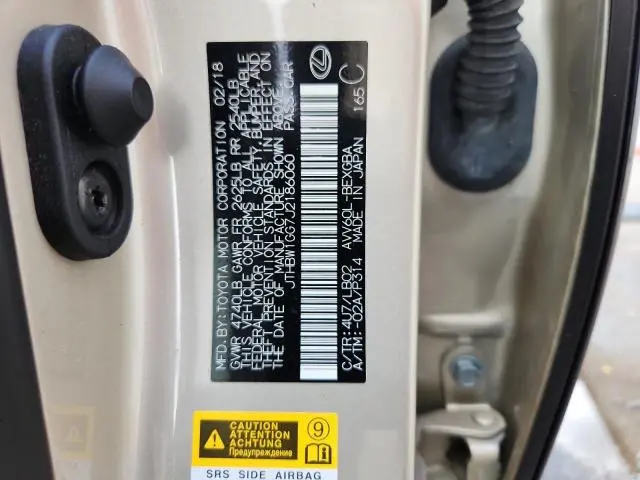 MFD.BY:TOYOTA MOTOR CORPORATION 02/18
GVWR 4740LB GAWR FR 2625LB RR 2540LB
THIS VEHICLE CONFORMS TO ALL APPLICABLE
FEDERAL MOTOR VEHICLE SAFETY, BUMPER, AND
THEFT PREVENTION STANDARDS IN EFFECT ON
THE DATE OF MANUFACTURE SHOWN ABOVE.
JTHBW1GG7J2186060 PASS.CAR
C/TR: 4U7/LB02 AVV60L-BEXGBA 165 C
A/TM:-02A/P314 MADE IN JAPAN
CAUTION
ATTENTION
ACHTUNG
Предупреждение
9
SRS SIDE AIRBAG